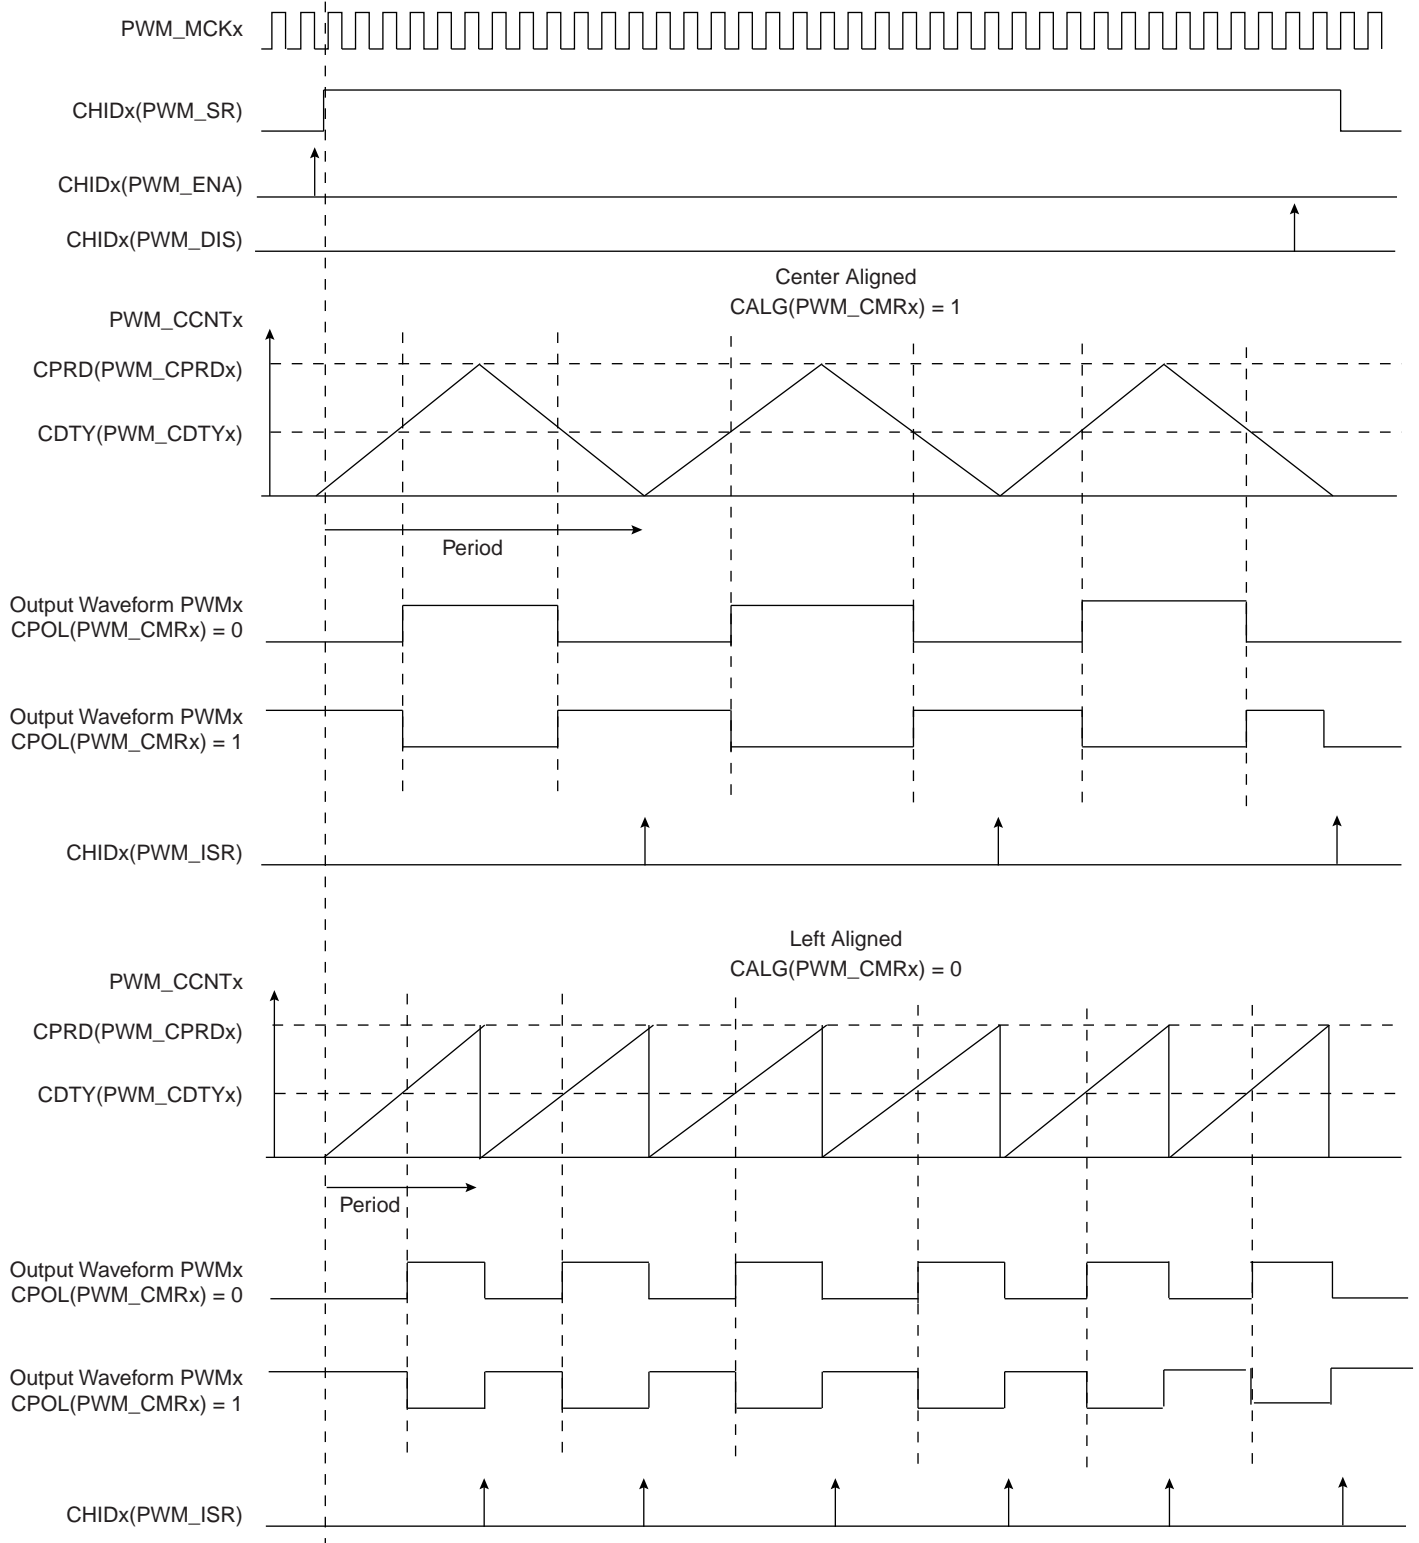 PWM_MCKx
CHIDx(PWM_SR)
CHIDx(PWM_ENA)
CHIDx(PWM_DIS)
Center Aligned
CALG(PWM_CMRx) = 1
PWM_CCNTx
CPRD(PWM_CPRDx)
CDTY(PWM_CDTYx)
Period
Output Waveform PWMx
CPOL(PWM_CMRx) = 0
Output Waveform PWMx
CPOL(PWM_CMRx) = 1
CHIDx(PWM_ISR)
Left Aligned
CALG(PWM_CMRx) = 0
PWM_CCNTx
CPRD(PWM_CPRDx)
CDTY(PWM_CDTYx)
Period
Output Waveform PWMx
CPOL(PWM_CMRx) = 0
Output Waveform PWMx
CPOL(PWM_CMRx) = 1
CHIDx(PWM_ISR)